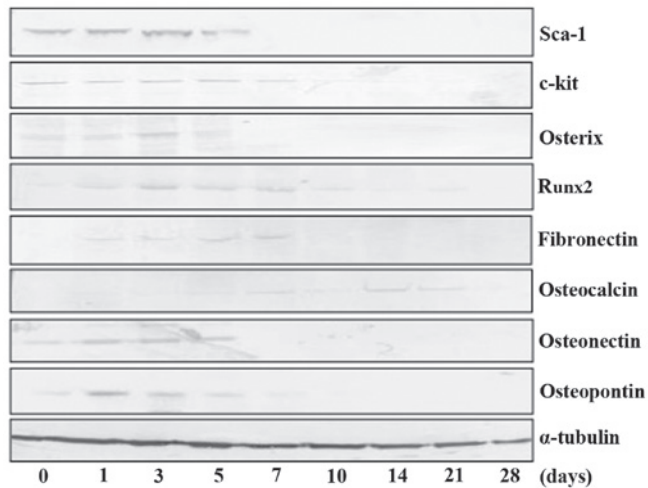 Sca-1
c-kit
Osterix
Runx2
Fibronectin
Osteocalcin
Osteonectin
Osteopontin
α-tubulin
0 1 3 5 7 10 14 21 28 (days)